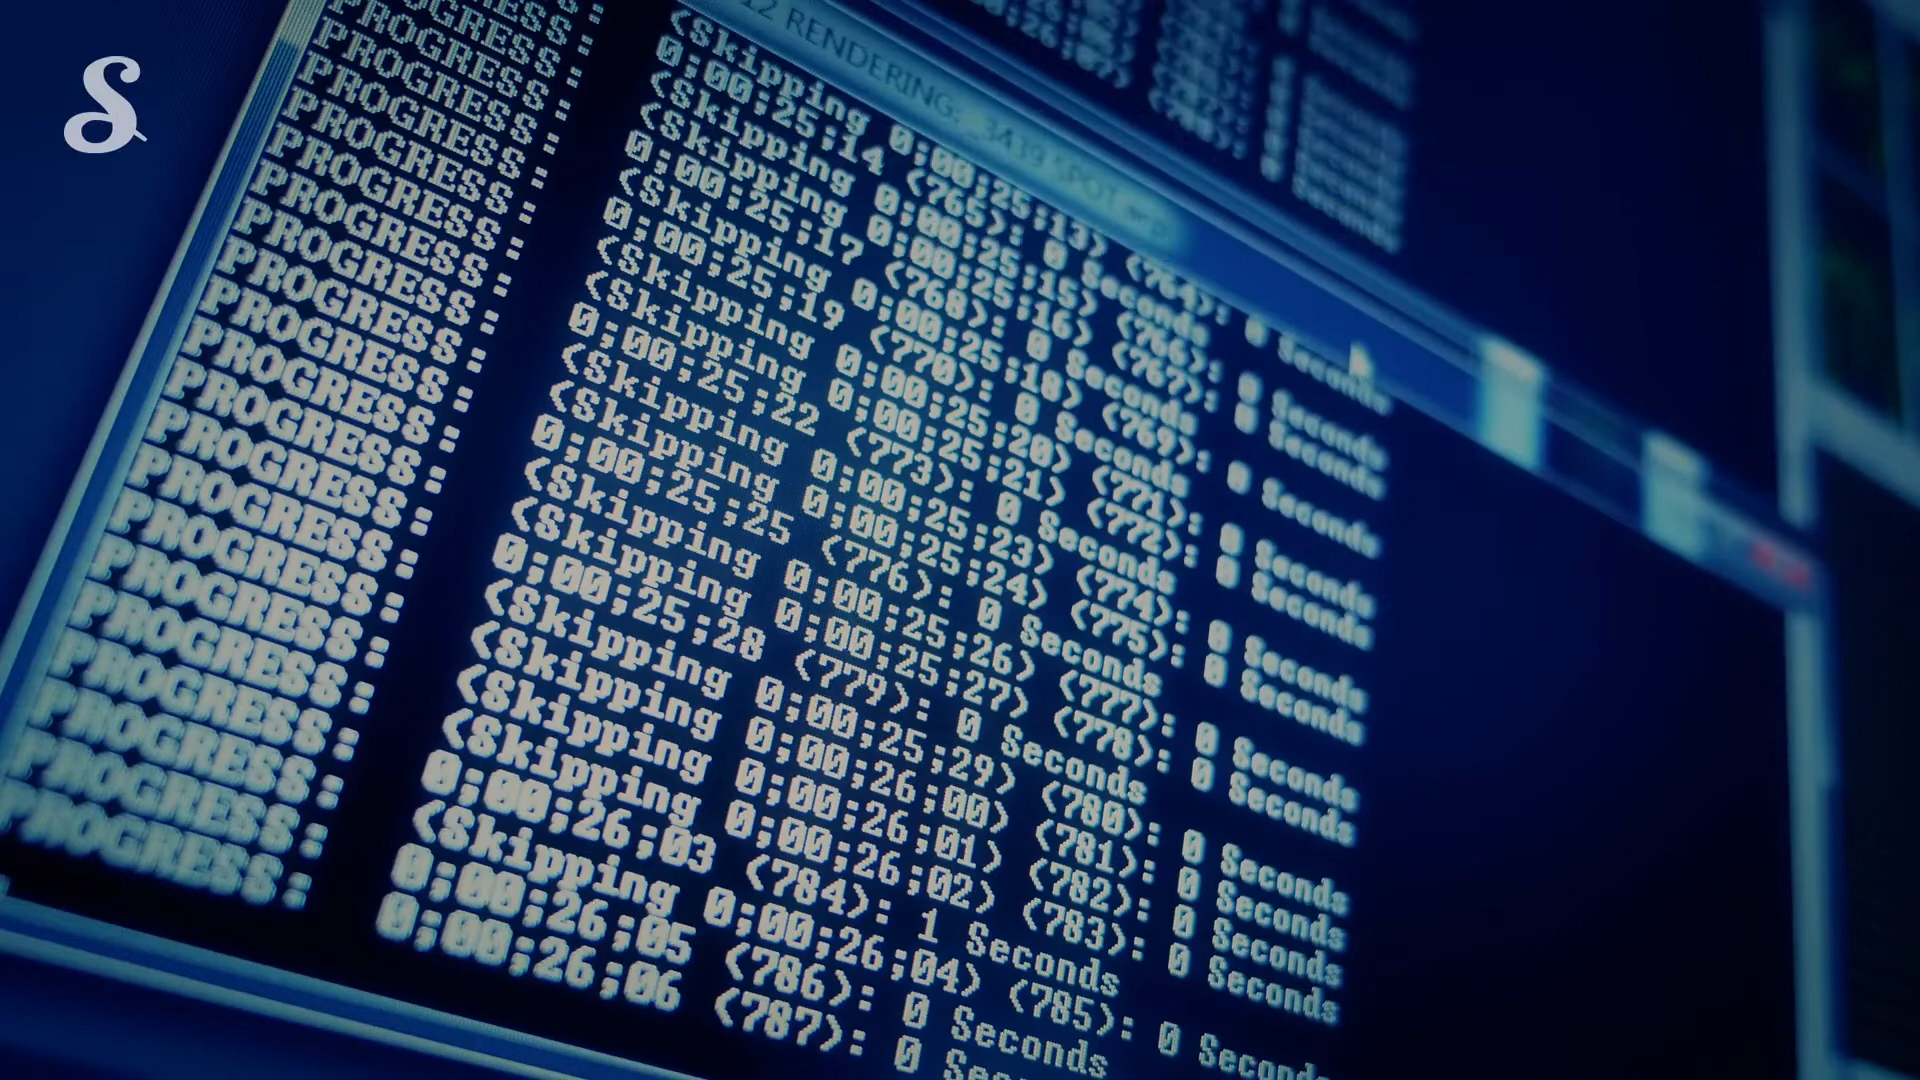 S
RENDERING:
PROGRESS: (Skipping 0;00;25;13) (764): 0 Seconds
PROGRESS: 0;00;25;14 (765): 0 Seconds
PROGRESS: (Skipping 0;00;25;15) (766): 0 Seconds
PROGRESS: (Skipping 0;00;25;16) (767): 0 Seconds
PROGRESS: 0;00;25;17 (768): 0 Seconds
PROGRESS: (Skipping 0;00;25;18) (769): 0 Seconds
PROGRESS: 0;00;25;19 (770): 0 Seconds
PROGRESS: (Skipping 0;00;25;20) (771): 0 Seconds
PROGRESS: (Skipping 0;00;25;21) (772): 0 Seconds
PROGRESS: 0;00;25;22 (773): 0 Seconds
PROGRESS: (Skipping 0;00;25;23) (774): 0 Seconds
PROGRESS: (Skipping 0;00;25;24) (775): 0 Seconds
PROGRESS: 0;00;25;25 (776): 0 Seconds
PROGRESS: (Skipping 0;00;25;26) (777): 0 Seconds
PROGRESS: (Skipping 0;00;25;27) (778): 0 Seconds
PROGRESS: 0;00;25;28 (779): 0 Seconds
PROGRESS: (Skipping 0;00;25;29) (780): 0 Seconds
PROGRESS: (Skipping 0;00;26;00) (781): 0 Seconds
PROGRESS: (Skipping 0;00;26;01) (782): 0 Seconds
PROGRESS: (Skipping 0;00;26;02) (783): 0 Seconds
PROGRESS: 0;00;26;03 (784): 1 Seconds
PROGRESS: (Skipping 0;00;26;04) (785): 0 Seconds
PROGRESS: 0;00;26;05 (786): 0 Seconds
PROGRESS: 0;00;26;06 (787): 0